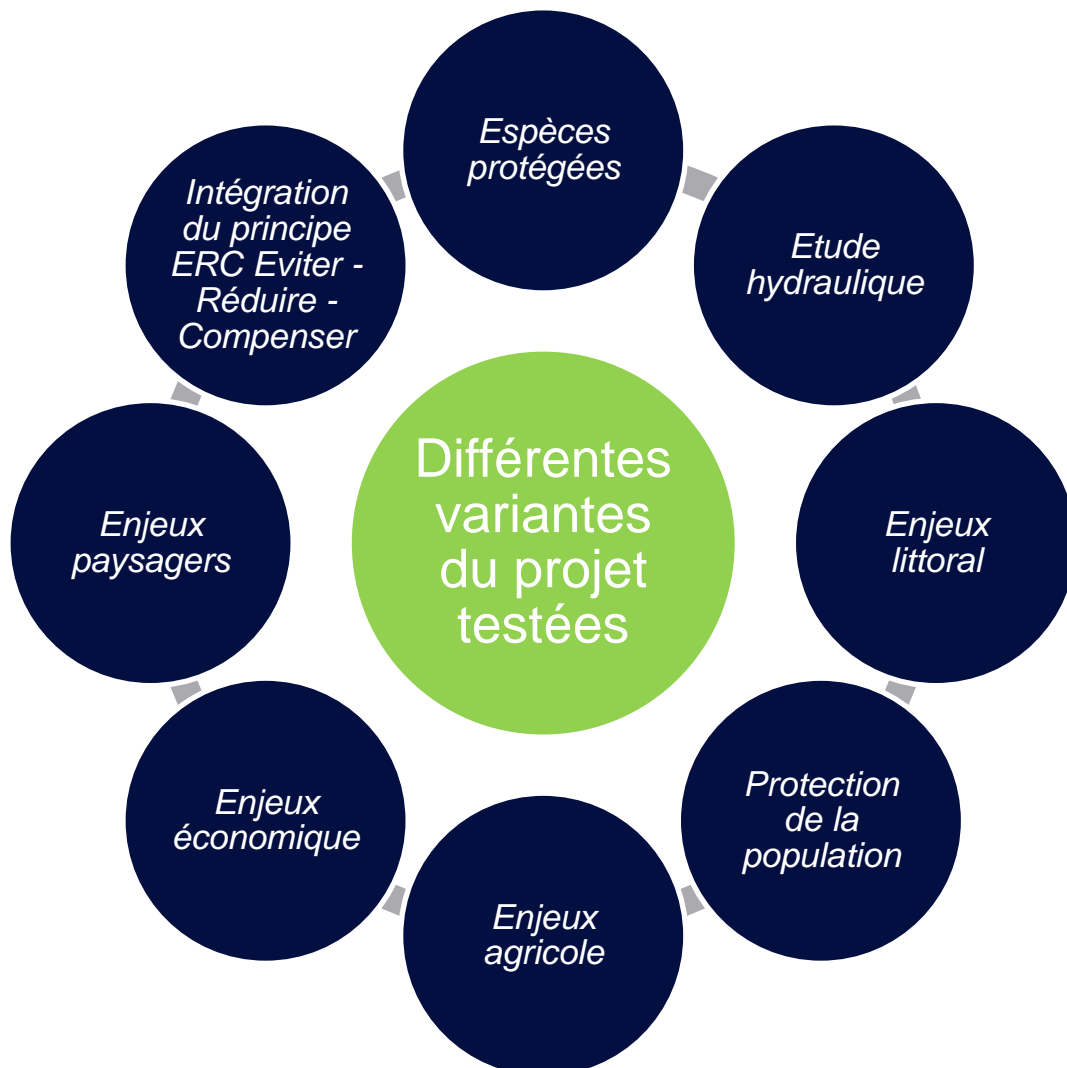 Espèces
protégées
Etude
hydraulique
Enjeux
littoral
Protection
de la
population
Enjeux
agricole
Enjeux
économique
Enjeux
paysagers
Intégration
du principe
ERC Eviter -
Réduire -
Compenser
Différentes
variantes
du projet
testées